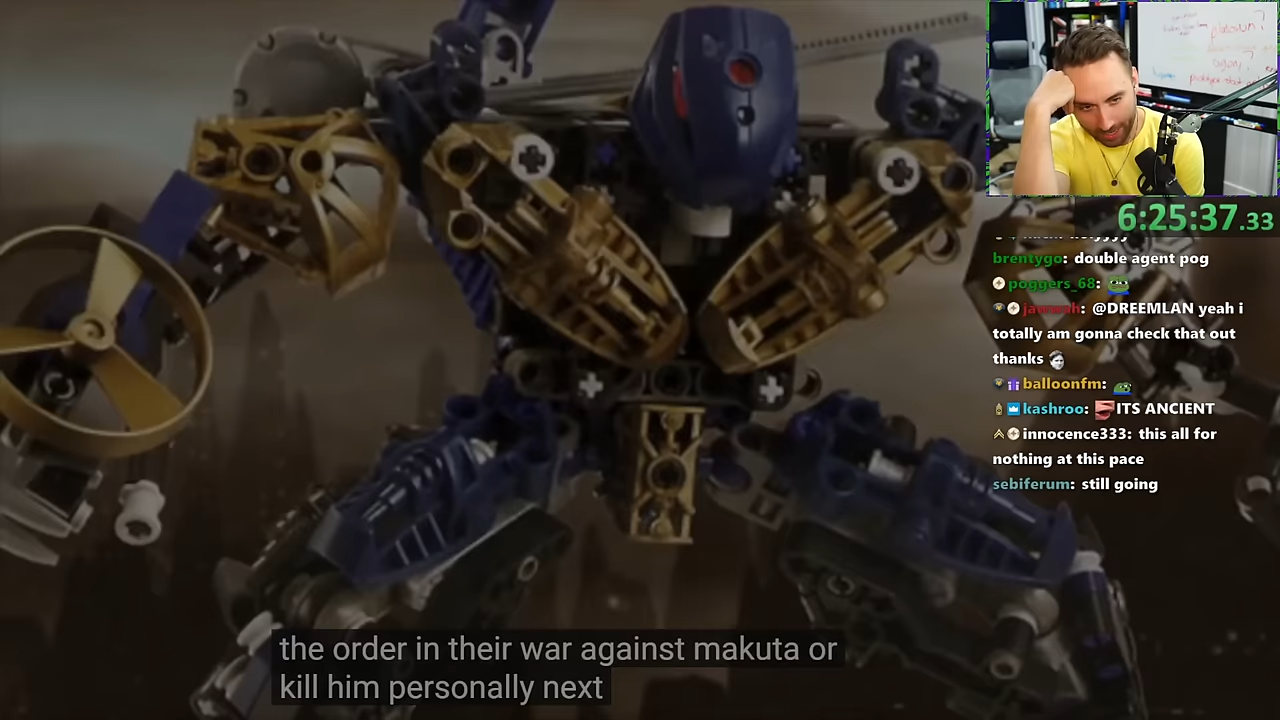 platown?
6:25:37.33
brentygo: double agent pog
poggers_68:
@DREEMLAN yeah i
totally am gonna check that out
thanks
balloonfm:
kashroo: ITS ANCIENT
innocence333: this all for
nothing at this pace
sebiferum: still going
the order in their war against makuta or
kill him personally next